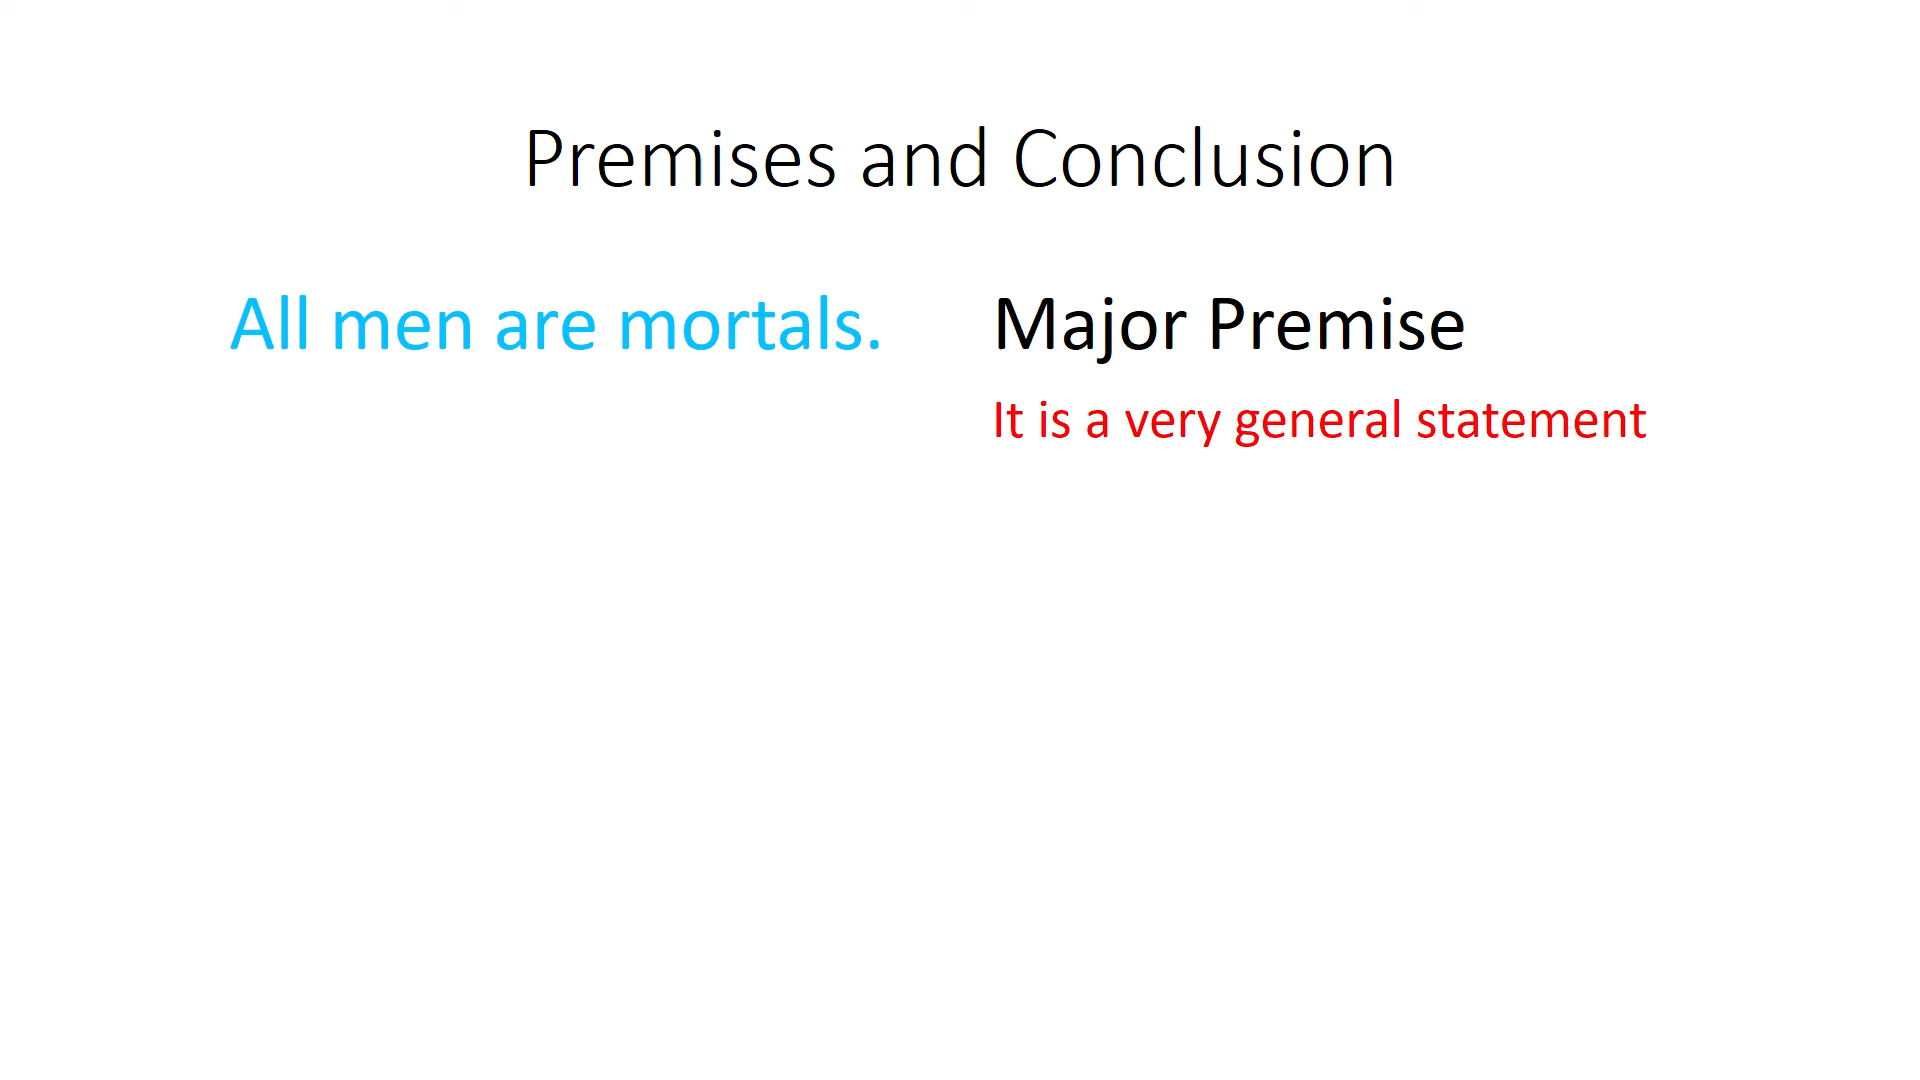 Premises and Conclusion
All men are mortals.
Major Premise
It is a very general statement